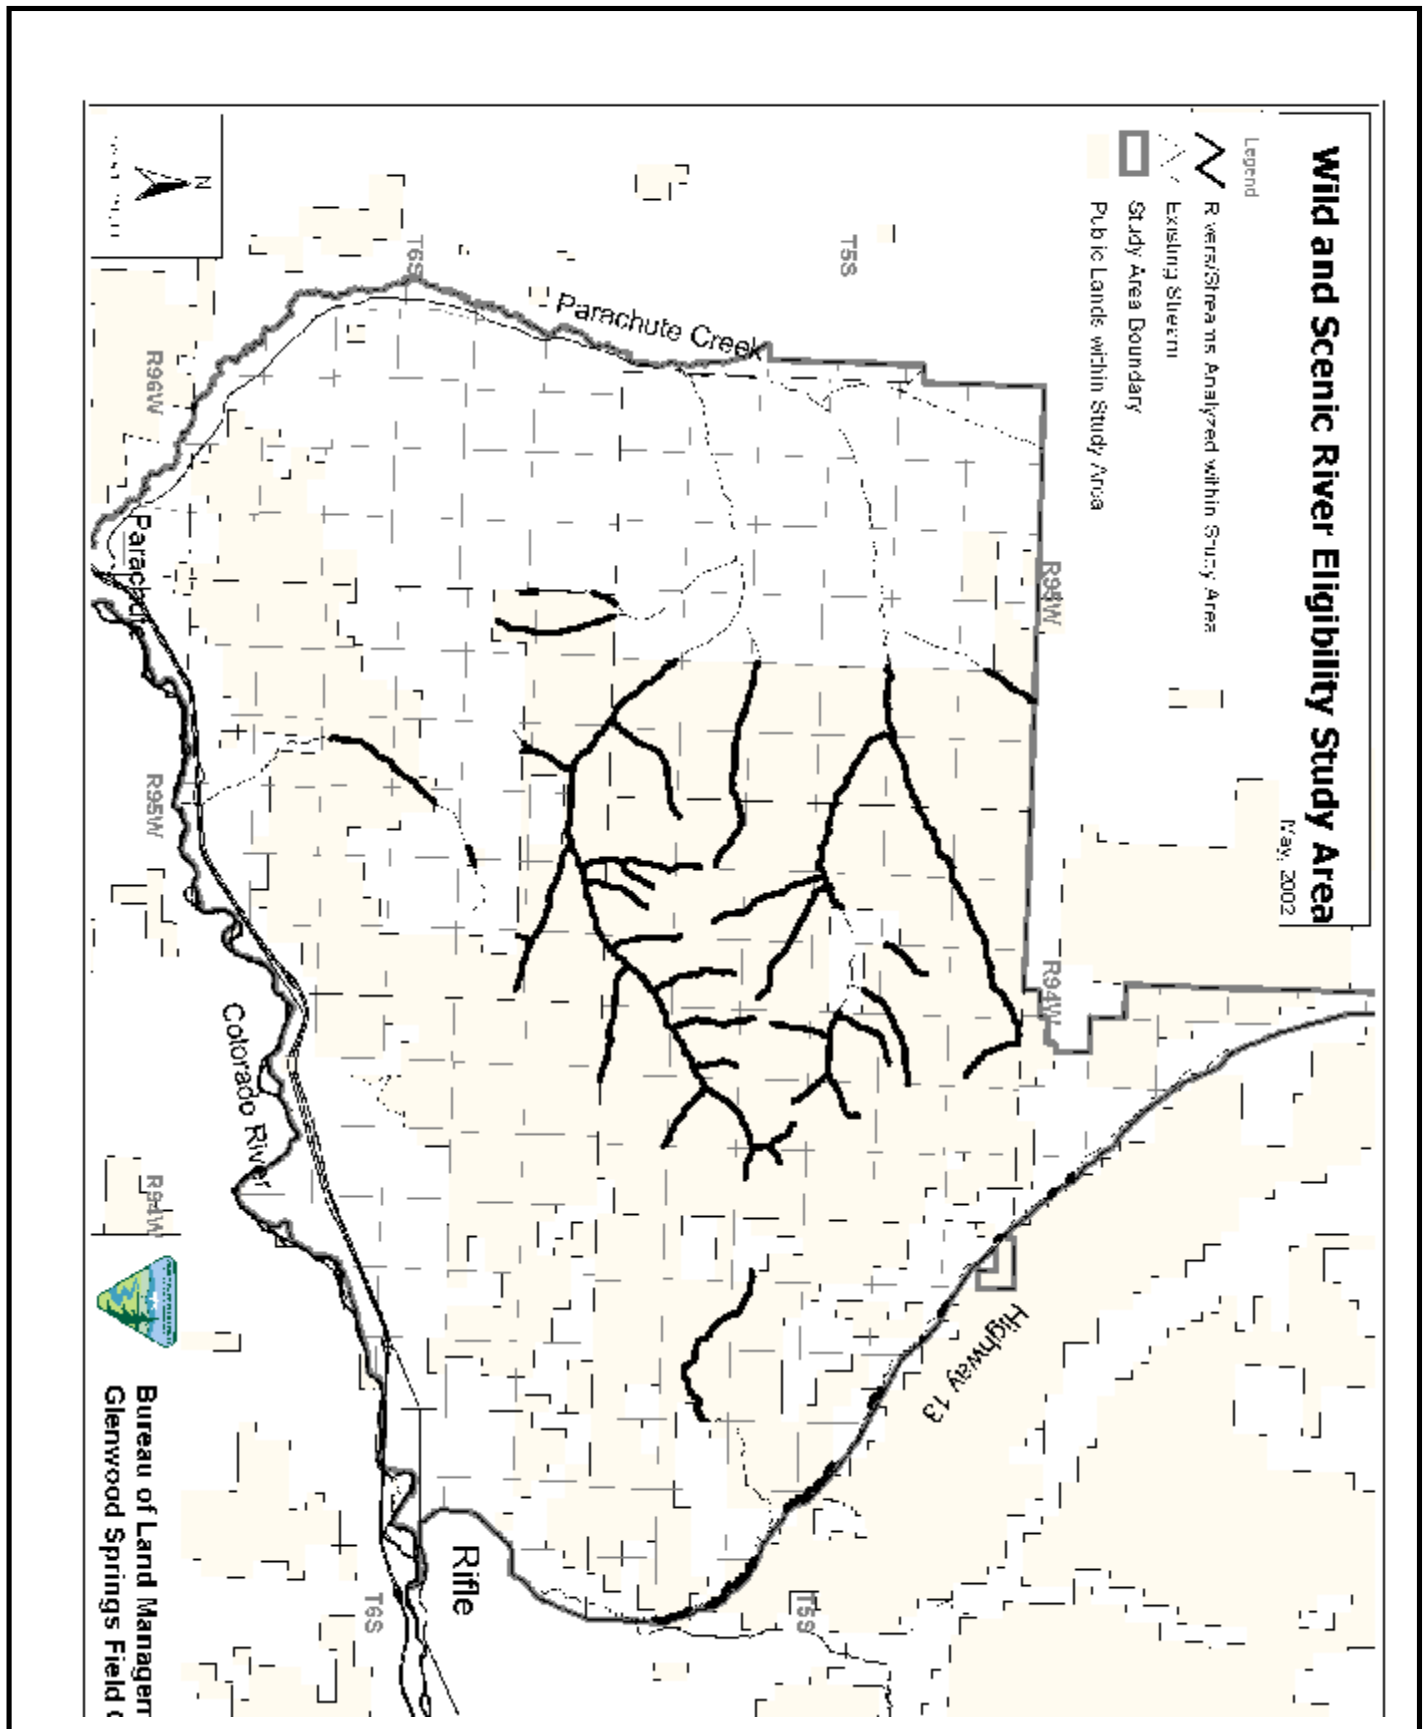 Wild and Scenic River Eligibility Study Area
May, 2002
Legend
Rivers/Streams Analyzed within Study Area
Existing Stream
Study Area Boundary
Public Lands within Study Area
T5S
T6S
N
Parachute Creek
R96W
R95W
R94W
Parachute
R95W
Colorado River
R94W
Highway 13
Rifle
T5S
T6S
Bureau of Land Managem
Glenwood Springs Field